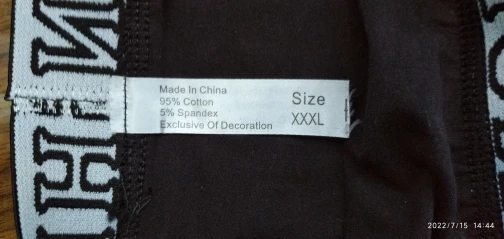 Made In China
95% Cotton
5% Spandex
Exclusive Of Decoration
Size
XXXL
2022/7/15 14:44